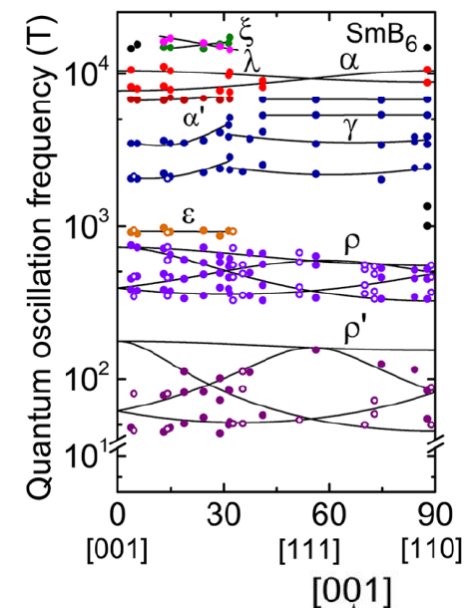 Quantum oscillation frequency (T)
10⁴
10³
10²
10¹
SmB₆
ξ
λ
α
α'
γ
ε
ρ
ρ'
0 30 60 90
[001] [111] [110]
[001]